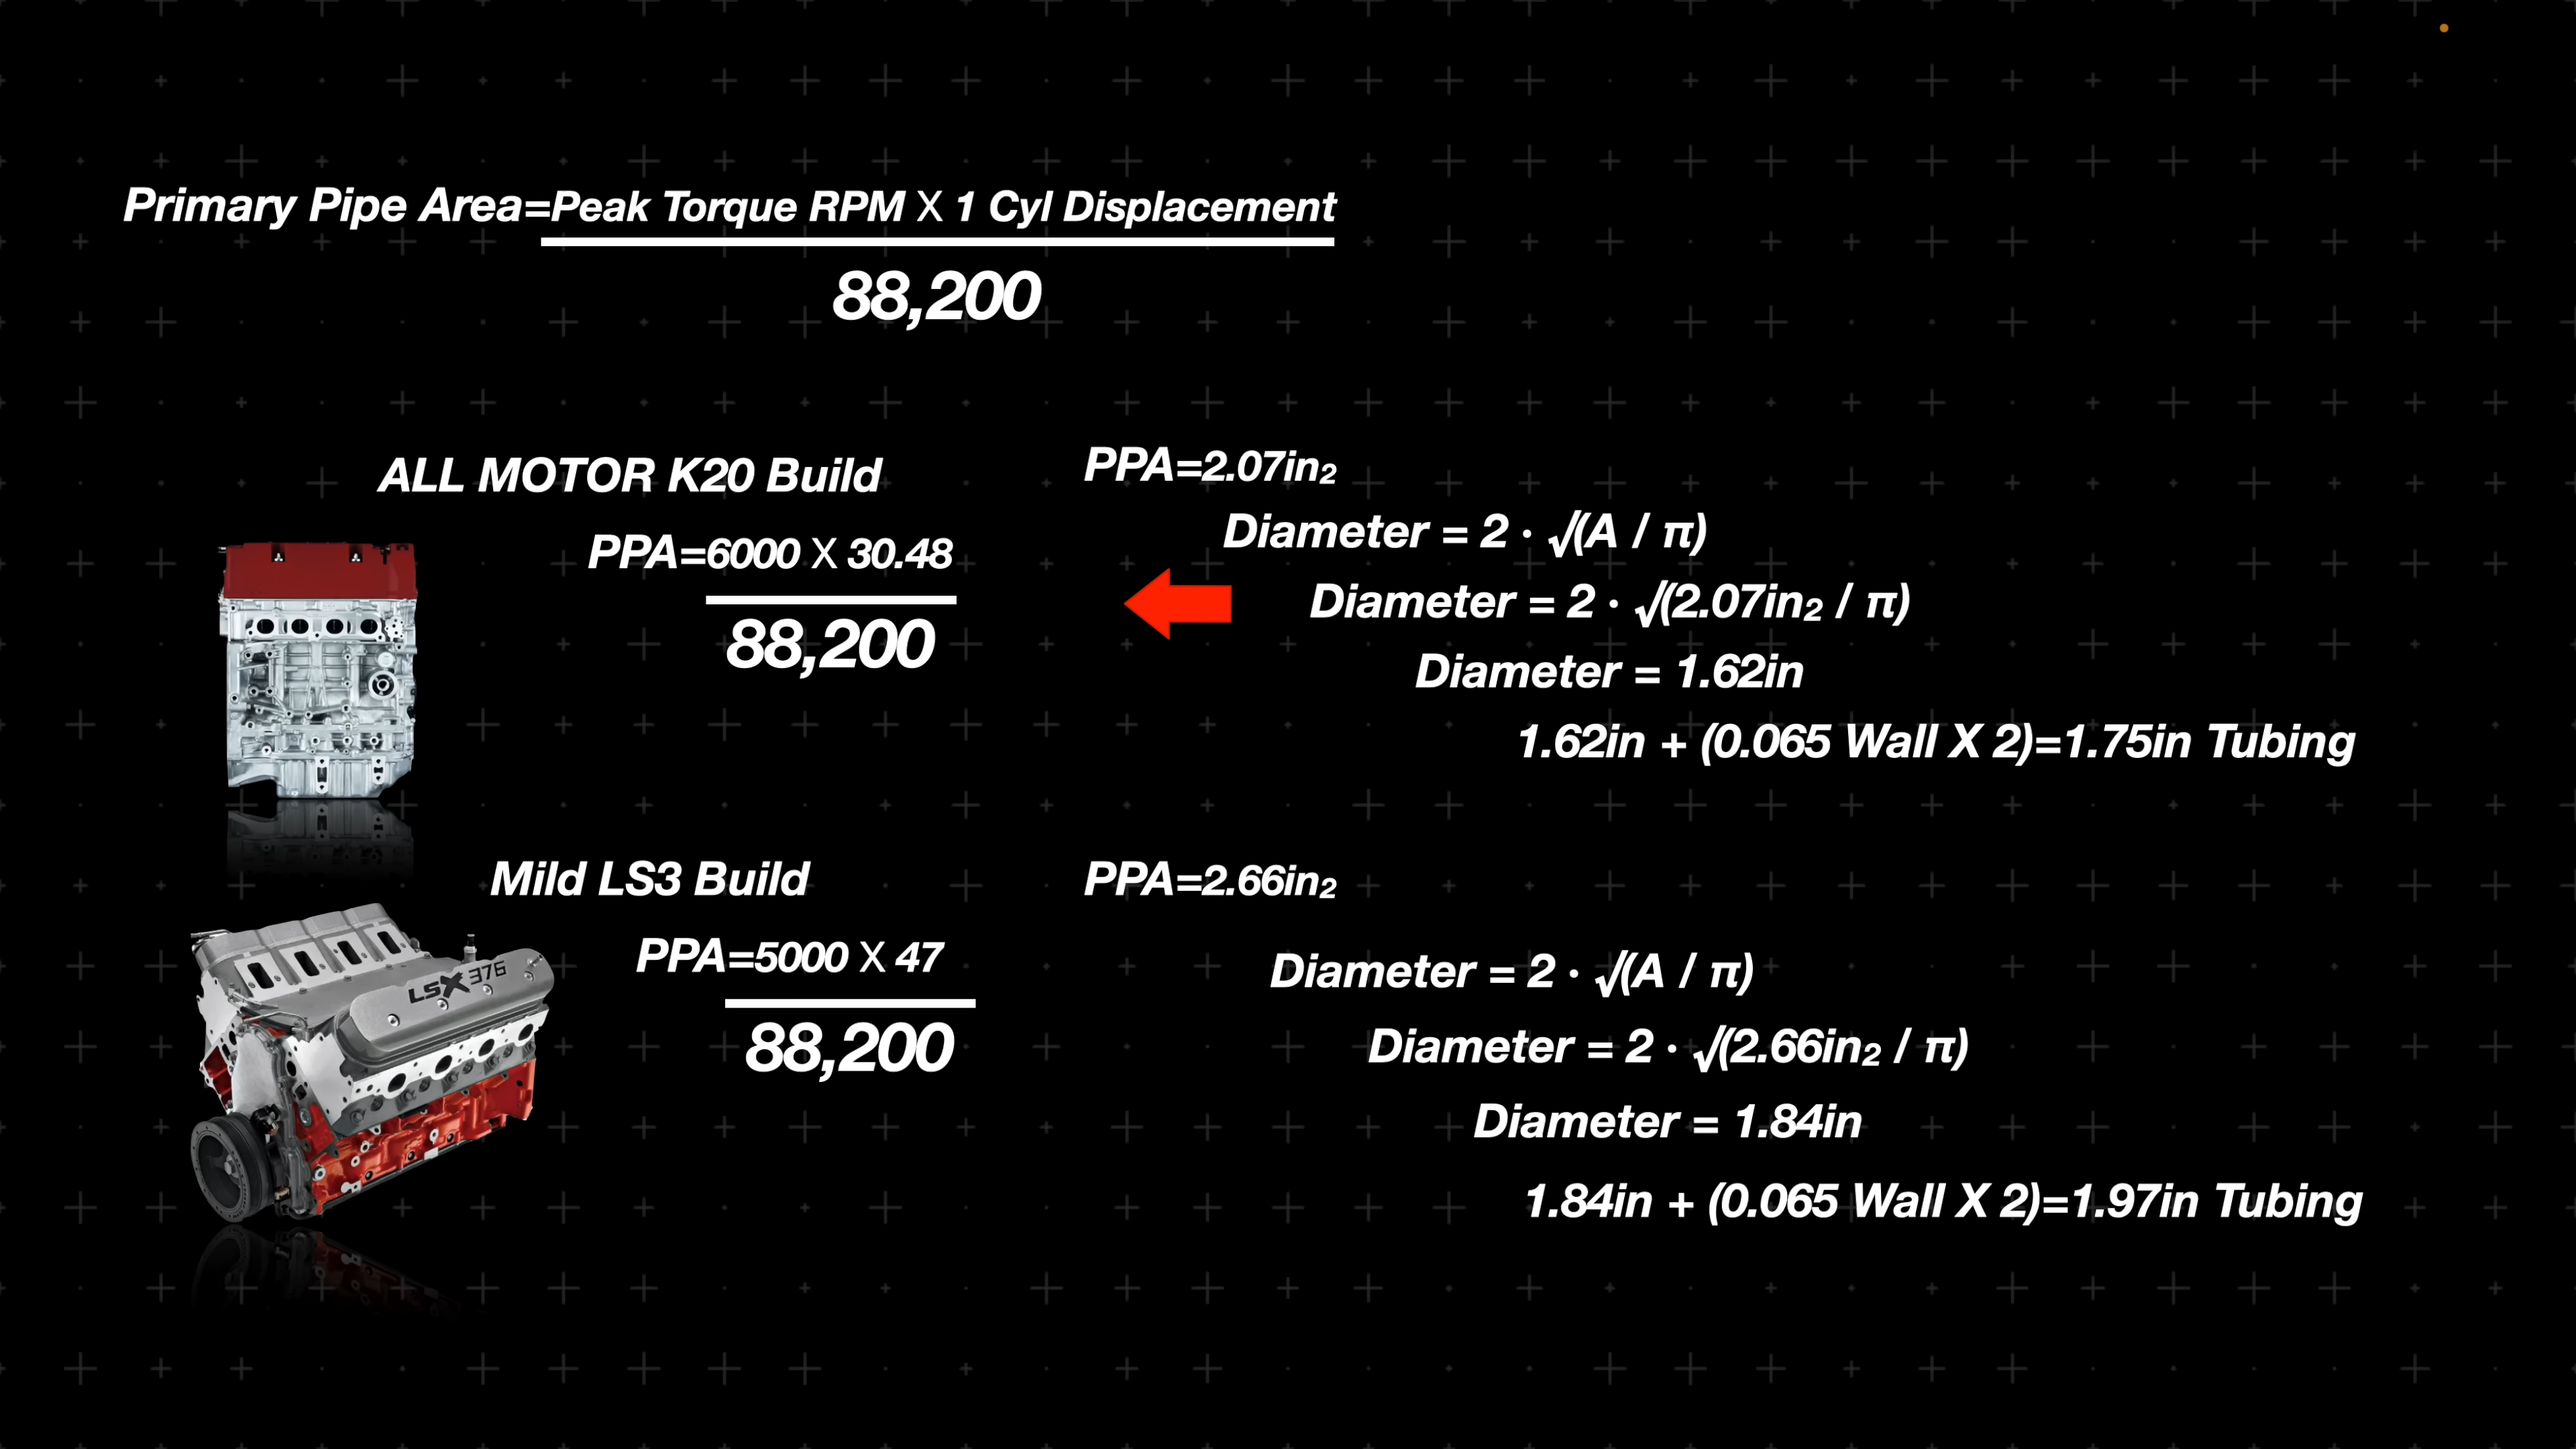 Primary Pipe Area=Peak Torque RPM X 1 Cyl Displacement
88,200
ALL MOTOR K20 Build
PPA=6000 X 30.48
88,200
PPA=2.07in₂
Diameter = 2 · √(A / π)
Diameter = 2 · √(2.07in₂ / π)
Diameter = 1.62in
1.62in + (0.065 Wall X 2)=1.75in Tubing
Mild LS3 Build
PPA=5000 X 47
88,200
LSX 376
PPA=2.66in₂
Diameter = 2 · √(A / π)
Diameter = 2 · √(2.66in₂ / π)
Diameter = 1.84in
1.84in + (0.065 Wall X 2)=1.97in Tubing